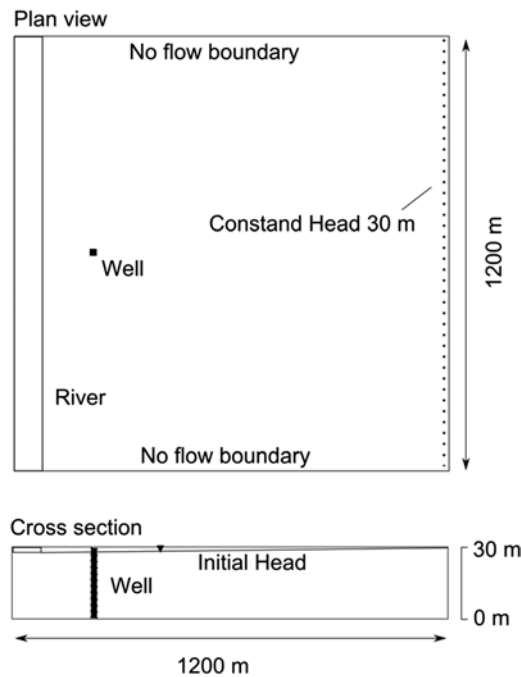 Plan view
No flow boundary
Constand Head 30 m
1200 m
Well
River
No flow boundary
Cross section
Initial Head
30 m
Well
0 m
1200 m